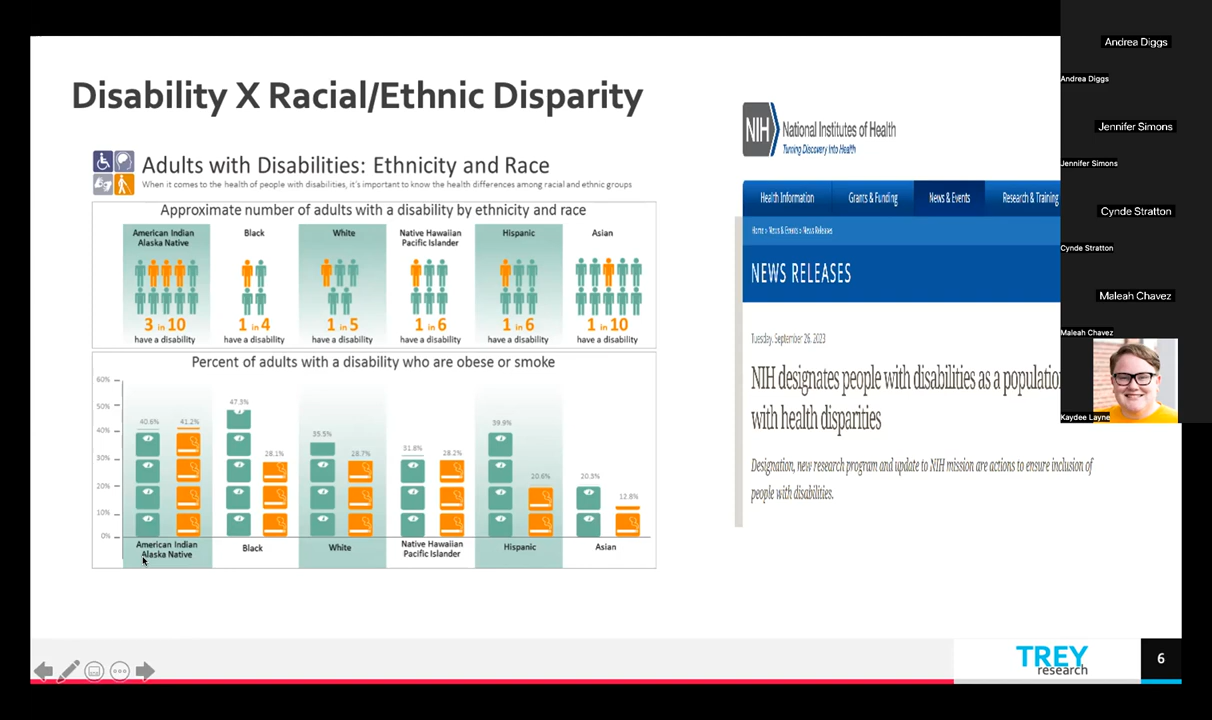 Disability X Racial/Ethnic Disparity
Adults with Disabilities: Ethnicity and Race
When it comes to the health of people with disabilities, it's important to know the health differences among racial and ethnic groups
Approximate number of adults with a disability by ethnicity and race
American Indian
Alaska Native
Black
White
Native Hawaiian
Pacific Islander
Hispanic
Asian
3 in 10
have a disability
1 in 4
have a disability
1 in 5
have a disability
1 in 6
have a disability
1 in 6
have a disability
1 in 10
have a disability
Percent of adults with a disability who are obese or smoke
60%
50%
40%
30%
20%
10%
0%
40.6%
41.2%
47.3%
28.1%
35.5%
28.7%
31.8%
28.2%
39.9%
20.6%
20.3%
12.8%
American Indian
Alaska Native
Black
White
Native Hawaiian
Pacific Islander
Hispanic
Asian
NIH
National Institutes of Health
Turning Discovery Into Health
Health Information
Grants & Funding
News & Events
Research & Training
Home » News & Events » News Releases
NEWS RELEASES
Tuesday, September 26, 2023
NIH designates people with disabilities as a population
with health disparities
Designation, new research program and update to NIH mission are actions to ensure inclusion of
people with disabilities.
TREY
research
6
Andrea Diggs
Andrea Diggs
Jennifer Simons
Jennifer Simons
Cynde Stratton
Cynde Stratton
Maleah Chavez
Maleah Chavez
Kaydee Layne